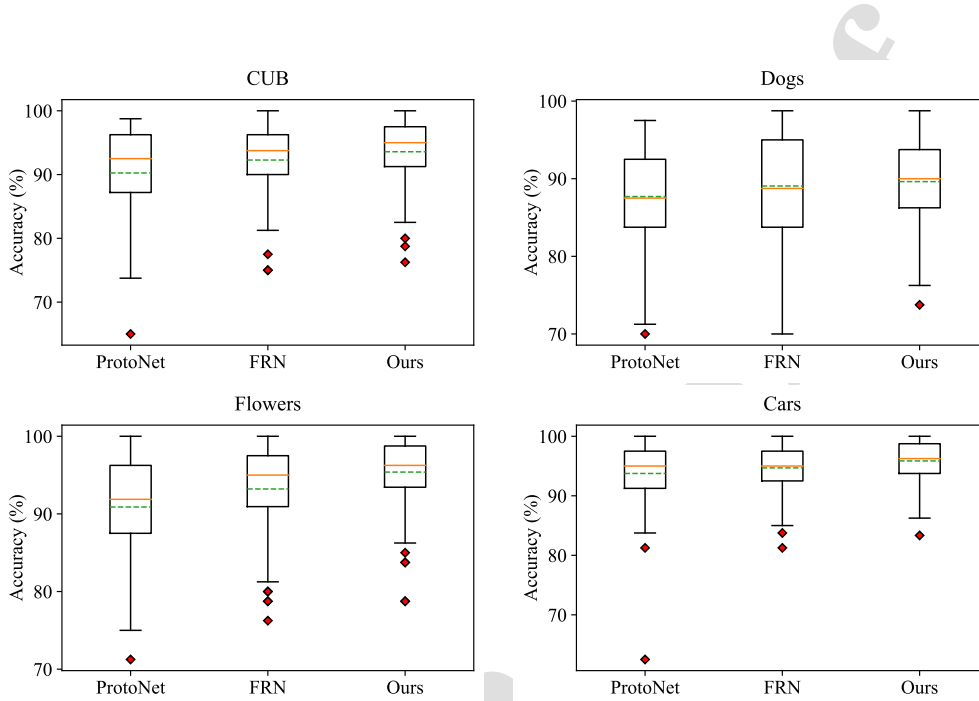 CUB
Accuracy (%)
100
90
80
70
ProtoNet FRN Ours
Dogs
Accuracy (%)
100
90
80
70
ProtoNet FRN Ours
Flowers
Accuracy (%)
100
90
80
70
ProtoNet FRN Ours
Cars
Accuracy (%)
100
90
80
70
ProtoNet FRN Ours